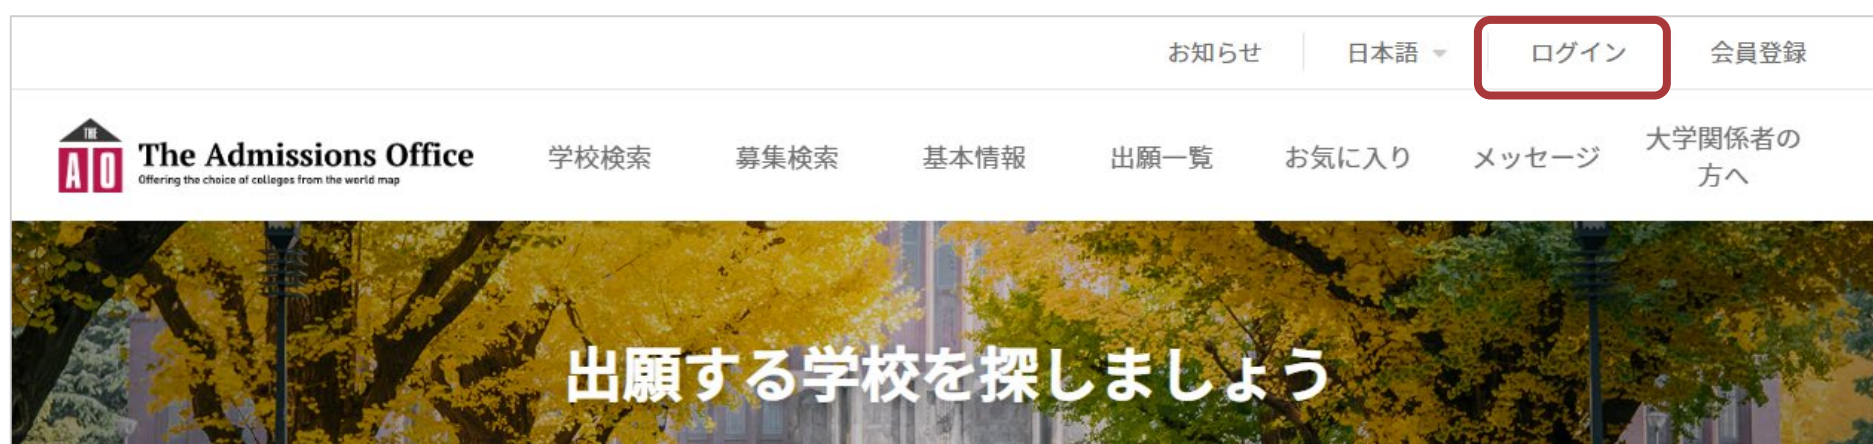 お知らせ
日本語
ログイン
会員登録
THE
AO
The Admissions Office
Offering the choice of colleges from the world map
学校検索
募集検索
基本情報
出願一覧
お気に入り
メッセージ
大学関係者の
方へ
出願する学校を探しましょう